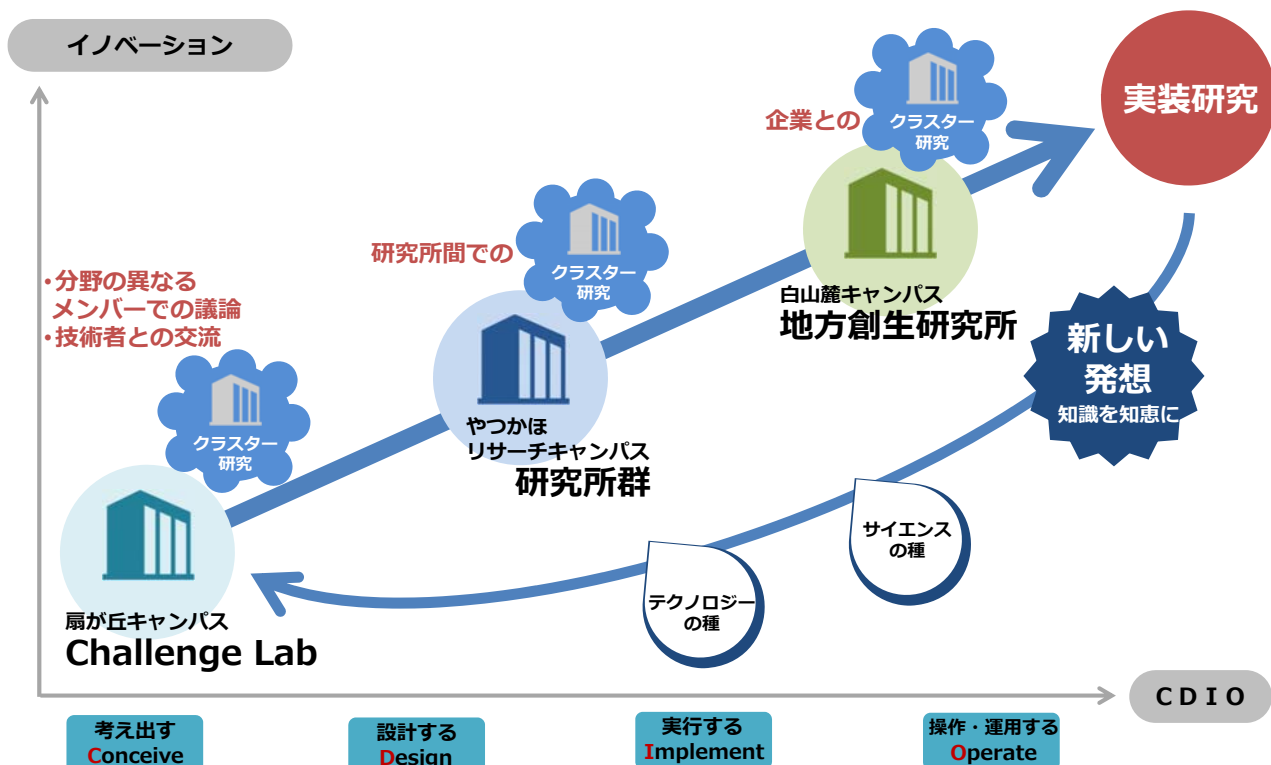 イノベーション
実装研究
企業との
クラスター
研究
研究所間での
クラスター
研究
・分野の異なる
メンバーでの議論
・技術者との交流
クラスター
研究
白山麓キャンパス
地方創生研究所
新しい
発想
知識を知恵に
やつかほ
リサーチキャンパス
研究所群
サイエンス
の種
テクノロジー
の種
扇が丘キャンパス
Challenge Lab
ＣＤＩＯ
考え出す
Conceive
設計する
Design
実行する
Implement
操作・運用する
Operate